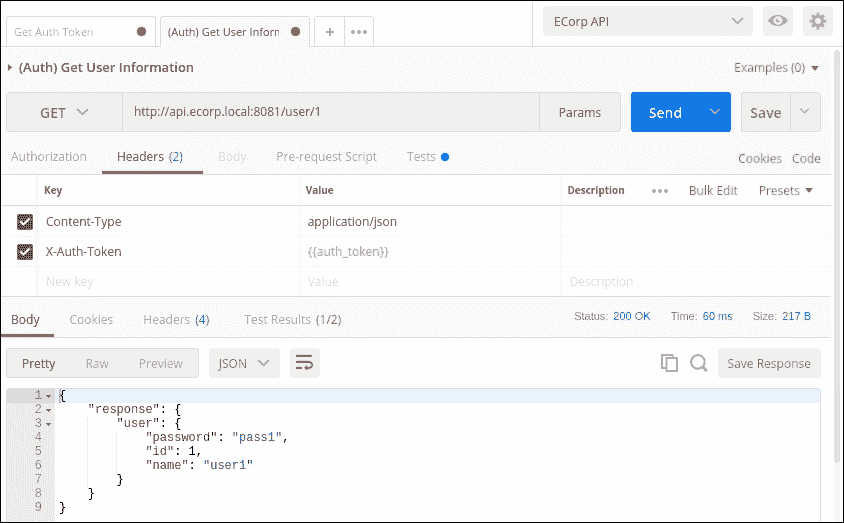 Get Auth Token
(Auth) Get User Inform
+
•••
ECorp API
(Auth) Get User Information
Examples (0)
GET
http://api.ecorp.local:8081/user/1
Params
Send
Save
Authorization
Headers (2)
Body
Pre-request Script
Tests
Cookies
Code
Key
Value
Description
•••
Bulk Edit
Presets
Content-Type
application/json
X-Auth-Token
{{auth_token}}
New key
Value
Description
Body
Cookies
Headers (4)
Test Results (1/2)
Status: 200 OK
Time: 60 ms
Size: 217 B
Pretty
Raw
Preview
JSON
Save Response
1 {
2     "response": {
3         "user": {
4             "password": "pass1",
5             "id": 1,
6             "name": "user1"
7         }
8     }
9 }